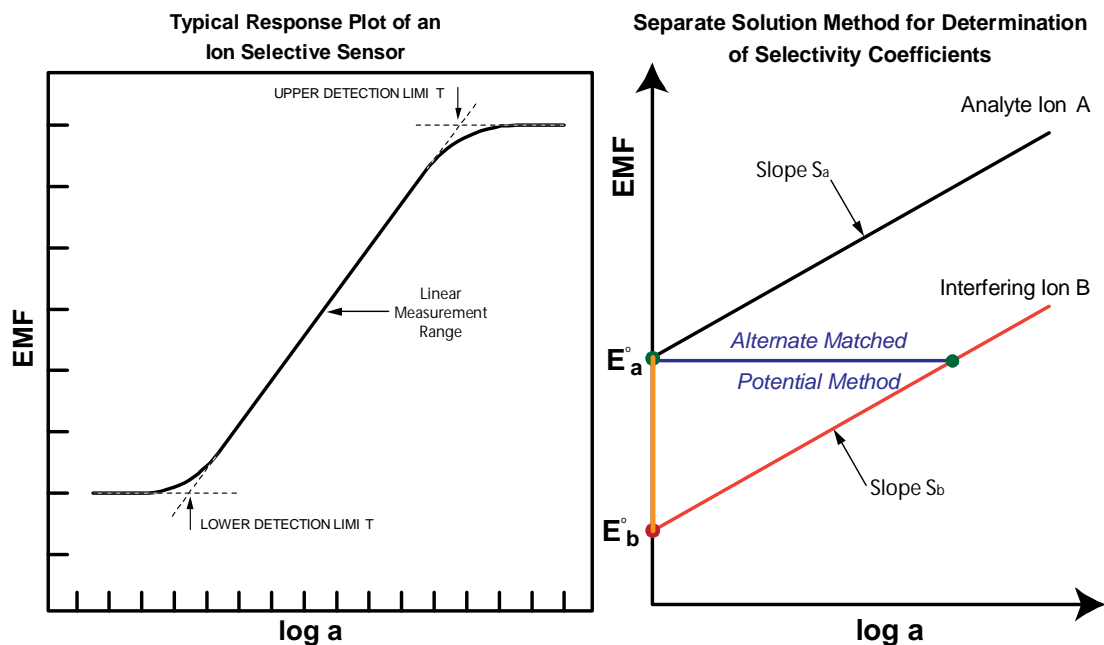 Typical Response Plot of an
Ion Selective Sensor
UPPER DETECTION LIMI T
EMF
Linear
Measurement
Range
LOWER DETECTION LIMI T
log a
Separate Solution Method for Determination
of Selectivity Coefficients
EMF
Analyte Ion A
Slope Sa
Interfering Ion B
E°a
Alternate Matched
Potential Method
Slope Sb
E°b
log a